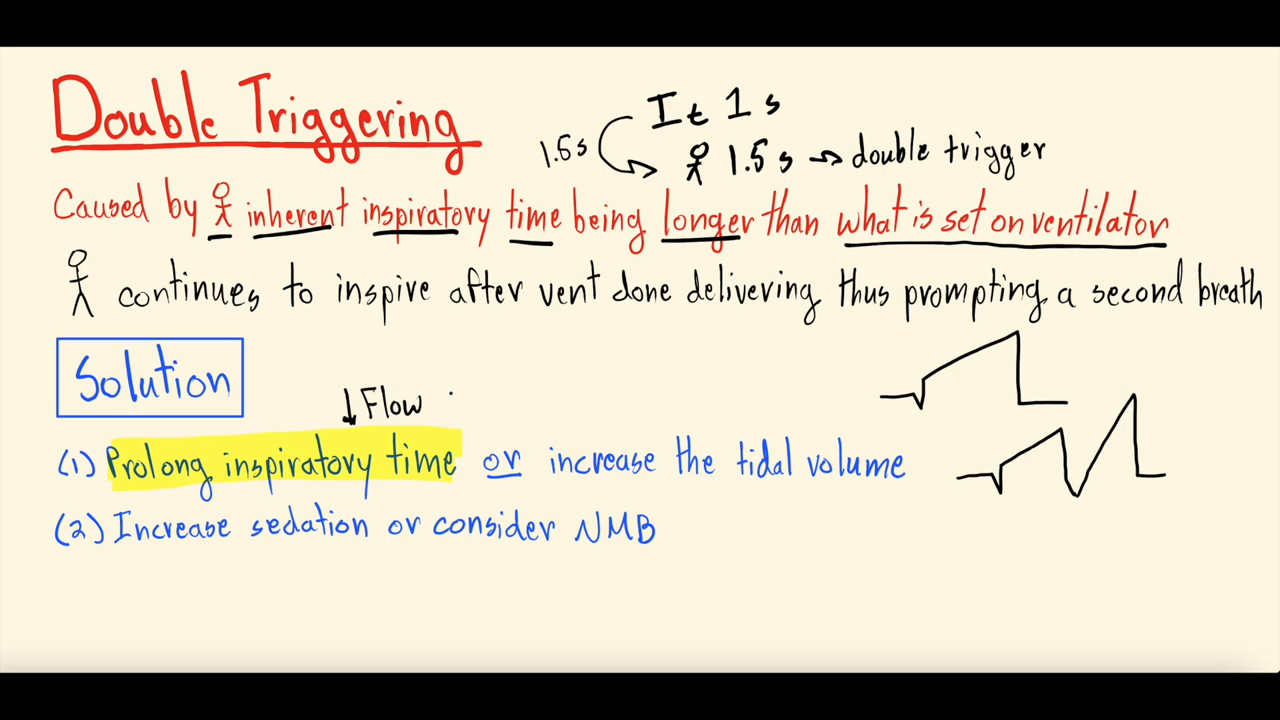 Double Triggering
It 1 s
1.5s
1.5 s → double trigger
Caused by inherent inspiratory time being longer than what is set on ventilator
continues to inspire after vent done delivering thus prompting a second breath
Solution
↓ Flow
(1) Prolong inspiratory time or increase the tidal volume
(2) Increase sedation or consider NMB